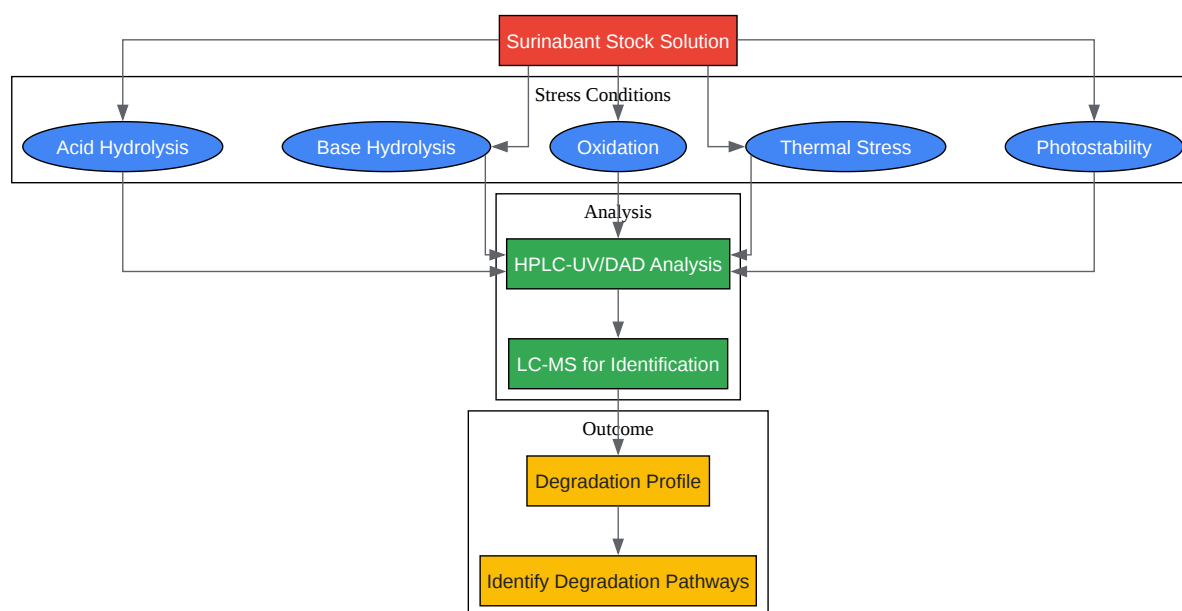 Surinabant Stock Solution
Stress Conditions
Acid Hydrolysis
Base Hydrolysis
Oxidation
Thermal Stress
Photostability
Analysis
HPLC-UV/DAD Analysis
LC-MS for Identification
Outcome
Degradation Profile
Identify Degradation Pathways